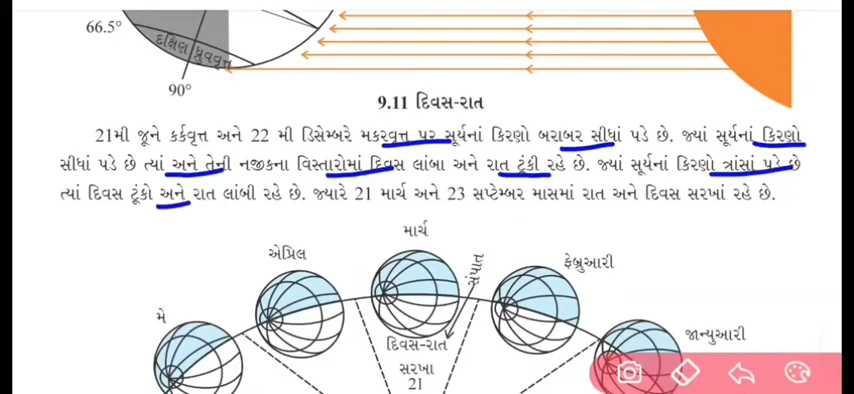 66.5°
દક્ષિણ ધ્રુવવૃત્ત
90°
9.11 દિવસ-રાત
21મી જૂને કર્કવૃત્ત અને 22 મી ડિસેમ્બરે મકરવૃત્ત પર સૂર્યનાં કિરણો બરાબર સીધાં પડે છે. જ્યાં સૂર્યનાં કિરણો
સીધાં પડે છે ત્યાં અને તેની નજીકના વિસ્તારોમાં દિવસ લાંબા અને રાત ટૂંકી રહે છે. જ્યાં સૂર્યનાં કિરણો ત્રાંસાં પડે છે
ત્યાં દિવસ ટૂંકો અને રાત લાંબી રહે છે. જ્યારે 21 માર્ચ અને 23 સપ્ટેમ્બર માસમાં રાત અને દિવસ સરખાં રહે છે.
માર્ચ
એપ્રિલ
સંપાત
ફેબ્રુઆરી
મે
જાન્યુઆરી
દિવસ-રાત
સરખા
21